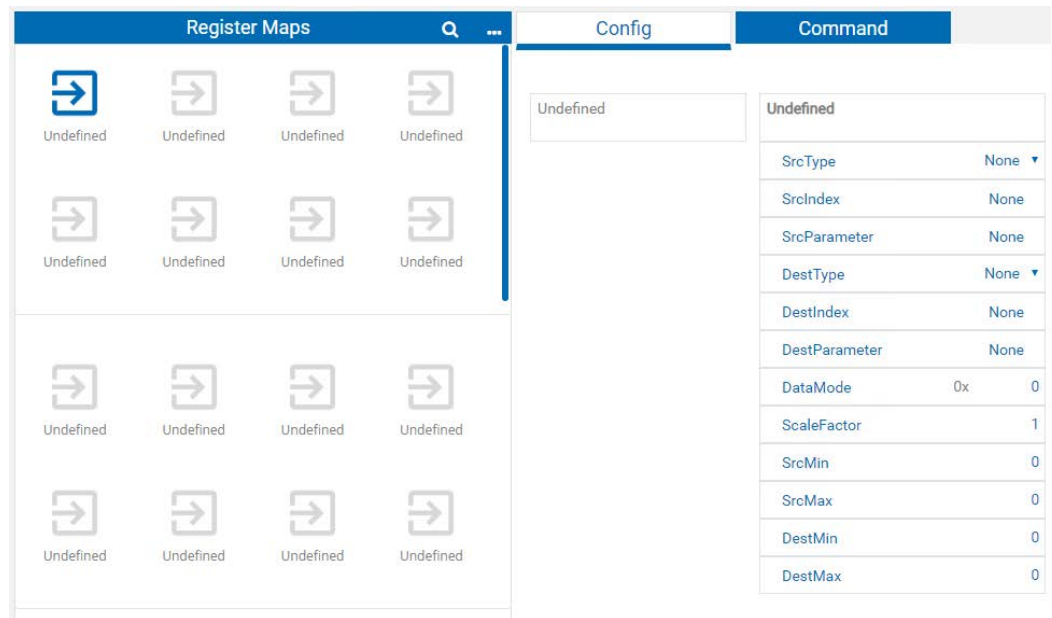 Register Maps
...
Config
Command
Undefined Undefined Undefined Undefined
Undefined Undefined Undefined Undefined
Undefined Undefined Undefined Undefined
Undefined Undefined Undefined Undefined
Undefined
Undefined
SrcType None
SrcIndex None
SrcParameter None
DestType None
DestIndex None
DestParameter None
DataMode 0x 0
ScaleFactor 1
SrcMin 0
SrcMax 0
DestMin 0
DestMax 0